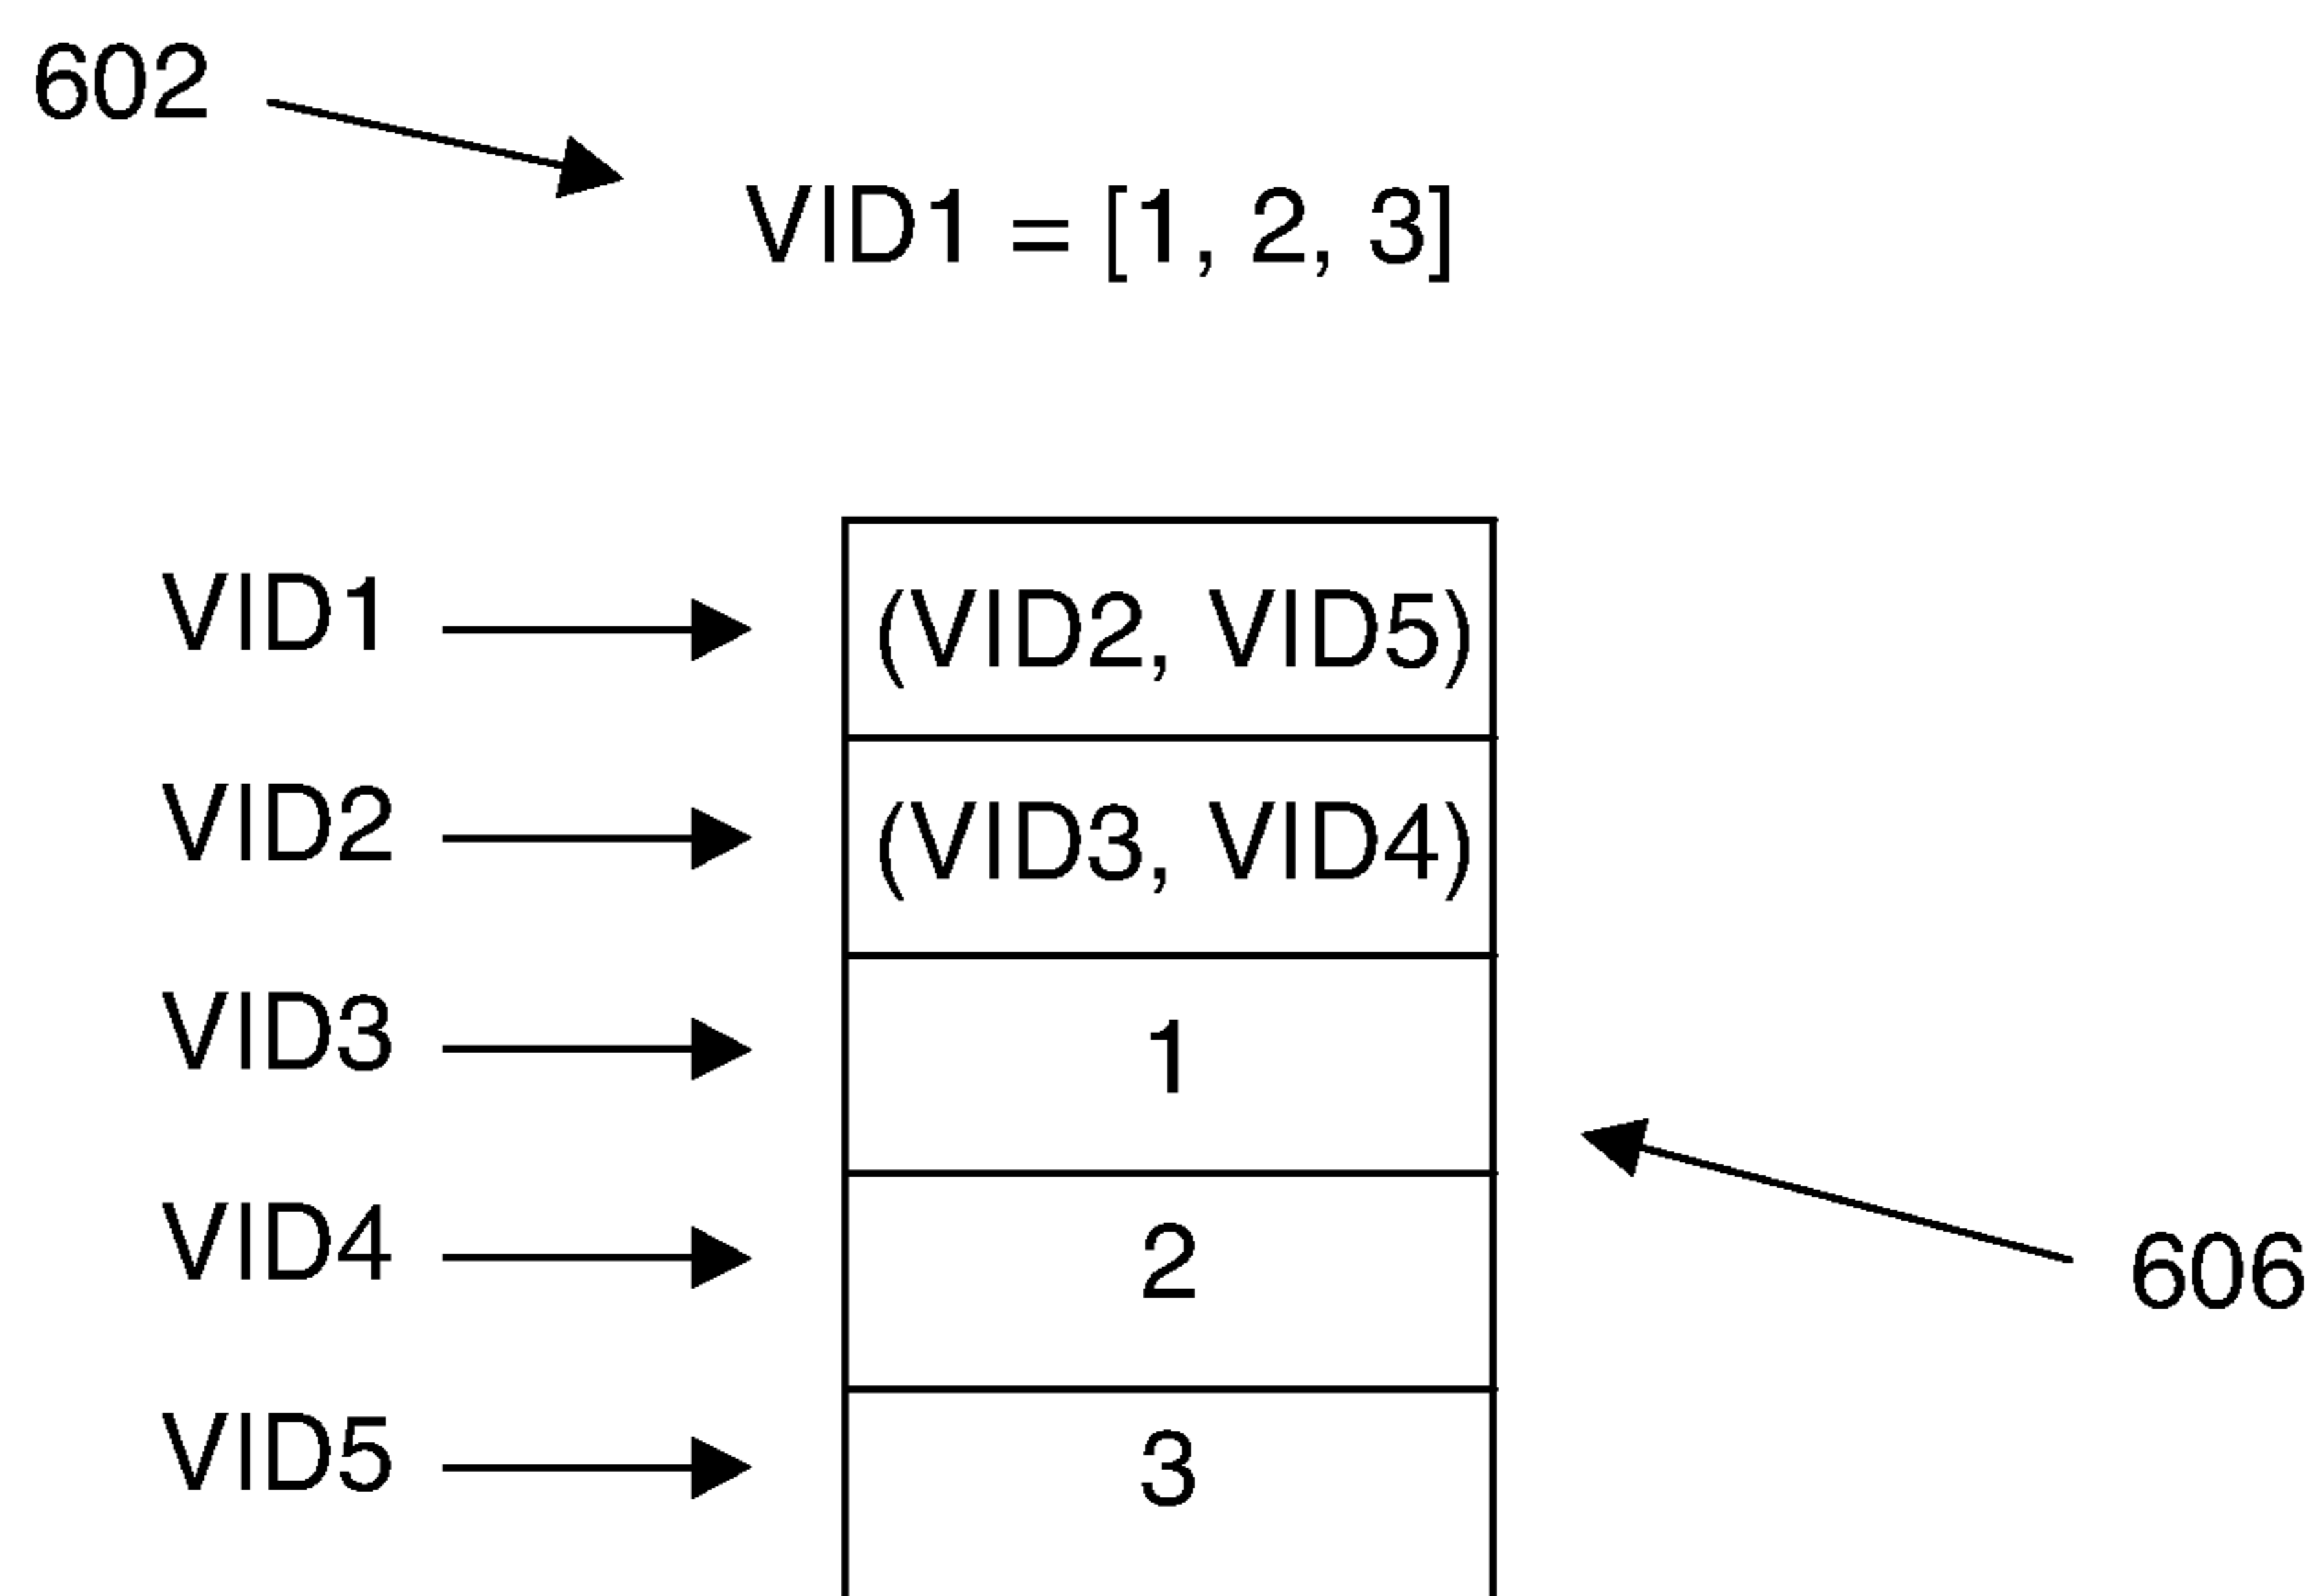 602
VID1 = [1, 2, 3]
VID1 (VID2, VID5)
VID2 (VID3, VID4)
VID3 1
VID4 2
606
VID5 3